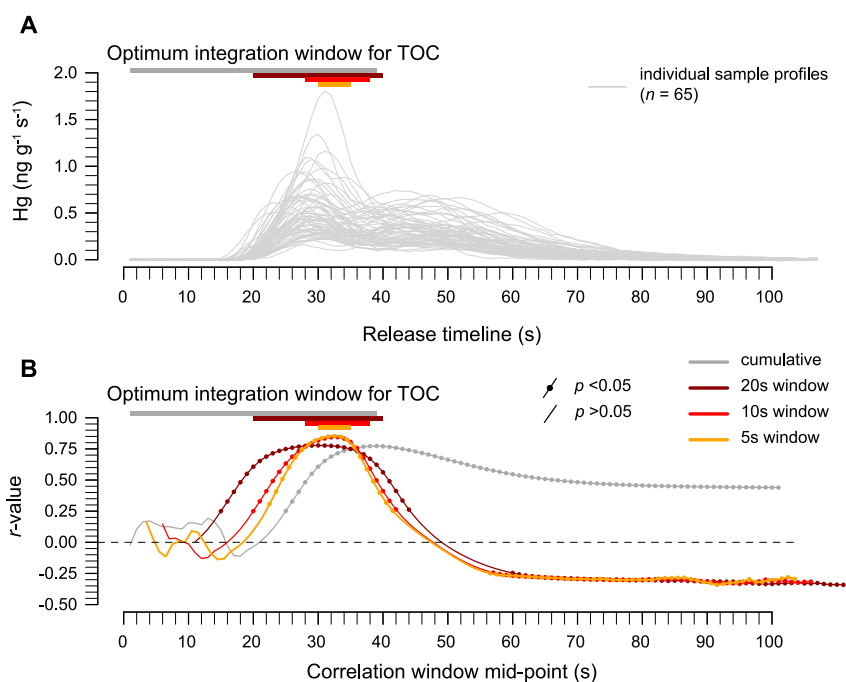 A
Optimum integration window for TOC
individual sample profiles
(n = 65)
Hg (ng g⁻¹ s⁻¹)
2.0
1.5
1.0
0.5
0.0
0 10 20 30 40 50 60 70 80 90 100
Release timeline (s)
B
Optimum integration window for TOC
p <0.05
p >0.05
cumulative
20s window
10s window
5s window
r-value
1.00
0.75
0.50
0.25
0.00
-0.25
-0.50
0 10 20 30 40 50 60 70 80 90 100
Correlation window mid-point (s)